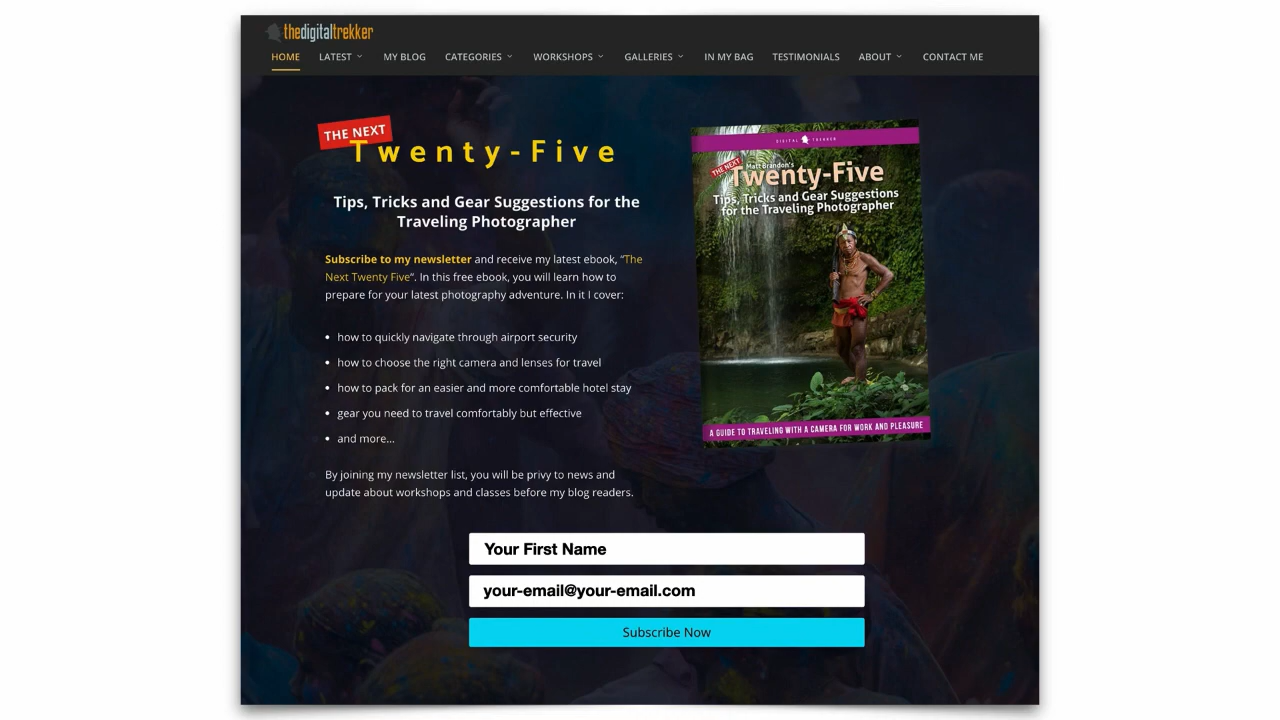 thedigitaltrekker
HOME LATEST MY BLOG CATEGORIES WORKSHOPS GALLERIES IN MY BAG TESTIMONIALS ABOUT CONTACT ME
THE NEXT
Twenty-Five
Tips, Tricks and Gear Suggestions for the
Traveling Photographer
Subscribe to my newsletter and receive my latest ebook, “The
Next Twenty Five“. In this free ebook, you will learn how to
prepare for your latest photography adventure. In it I cover:
• how to quickly navigate through airport security
• how to choose the right camera and lenses for travel
• how to pack for an easier and more comfortable hotel stay
• gear you need to travel comfortably but effective
• and more...
By joining my newsletter list, you will be privy to news and
update about workshops and classes before my blog readers.
DIGITAL TREKKER
THE NEXT
Matt Brandon's
Twenty-Five
Tips, Tricks and Gear Suggestions
for the Traveling Photographer
A GUIDE TO TRAVELING WITH A CAMERA FOR WORK AND PLEASURE
Your First Name
your-email@your-email.com
Subscribe Now